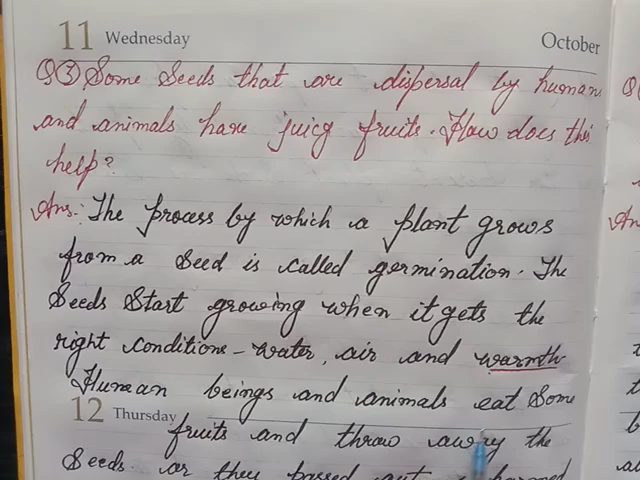 11 Wednesday October
Q③ Some Seeds that are dispersal by human
and animals have juicy fruits. How does this
help?
Ans:- The process by which a plant grows
from a seed is called germination. The
Seeds Start growing when it gets the
right conditions - water, air and warmth
Human beings and animals eat Some
12 Thursday
fruits and throw away the
Seeds or they passed out